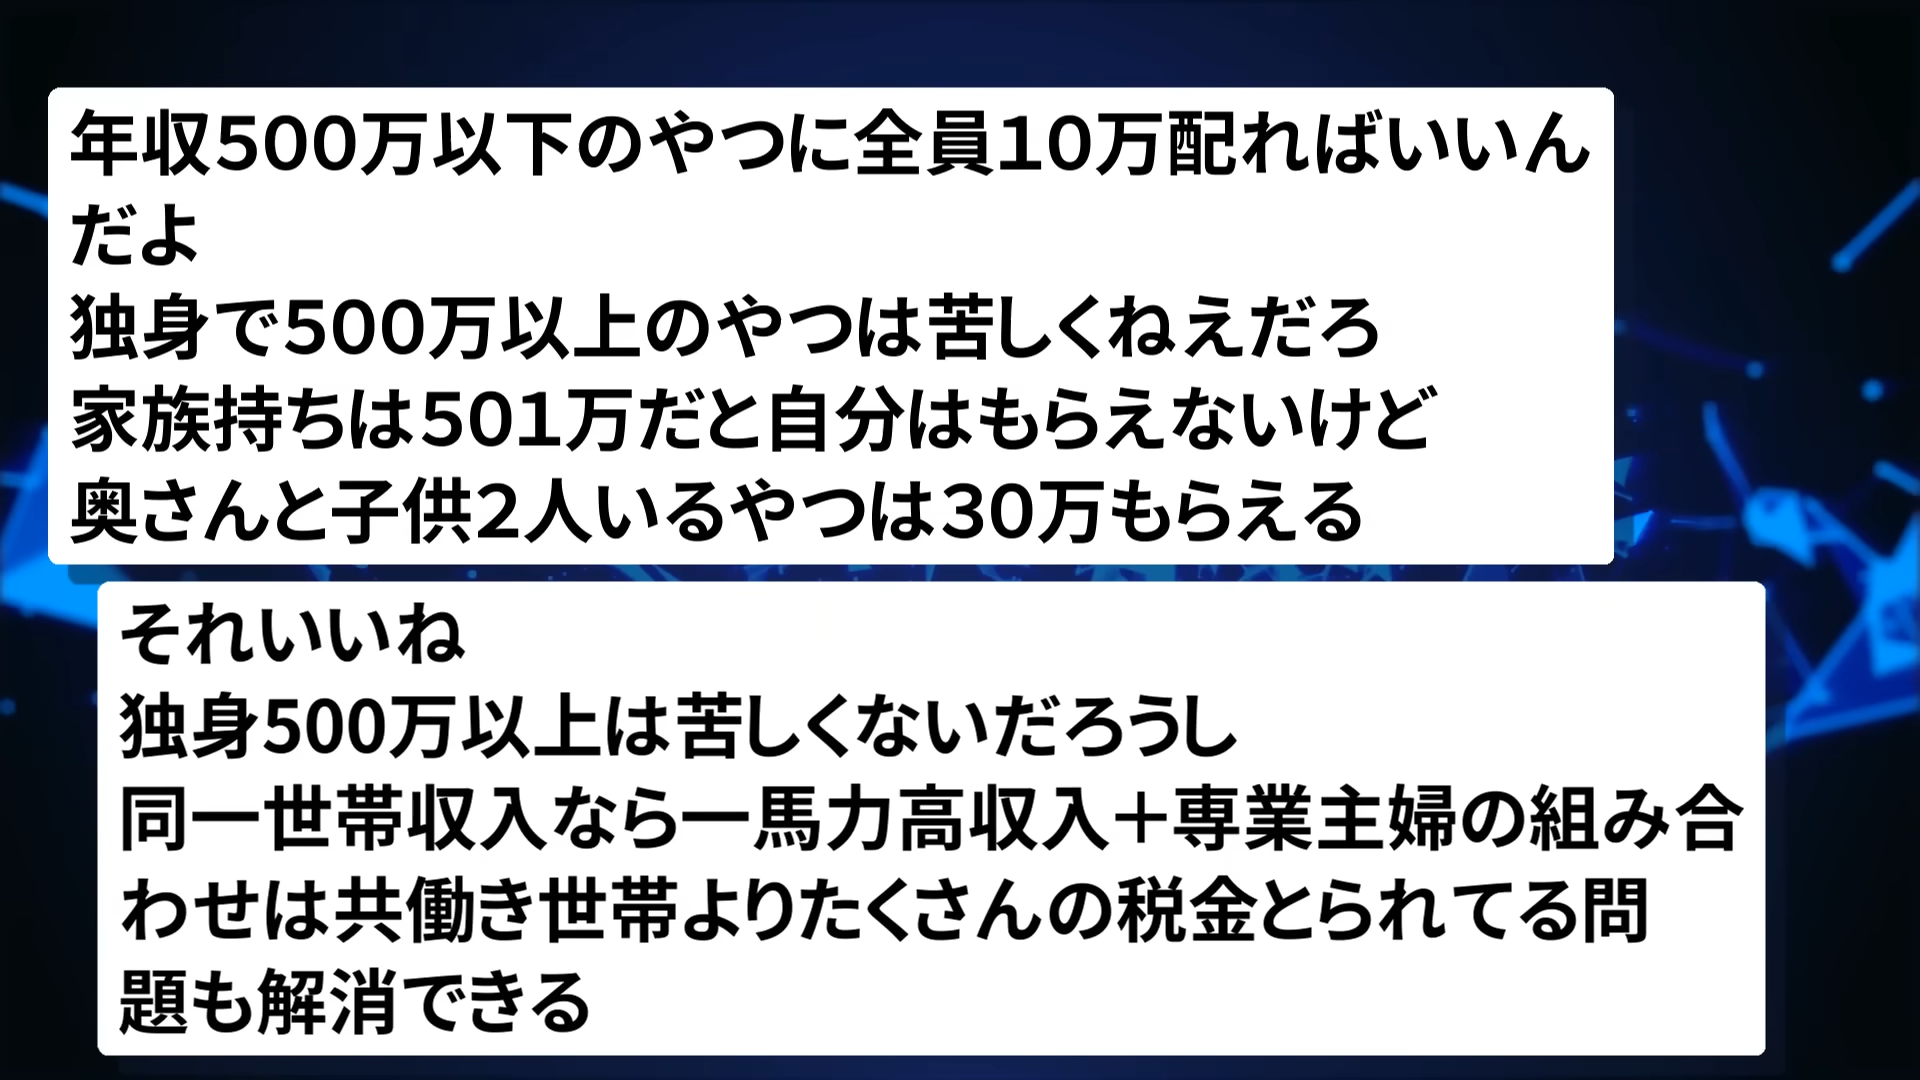 年収５００万以下のやつに全員１０万配ればいいん
だよ
独身で５００万以上のやつは苦しくねえだろ
家族持ちは５０１万だと自分はもらえないけど
奥さんと子供２人いるやつは３０万もらえる
それいいね
独身500万以上は苦しくないだろうし
同一世帯収入なら一馬力高収入＋専業主婦の組み合
わせは共働き世帯よりたくさんの税金とられてる問
題も解消できる